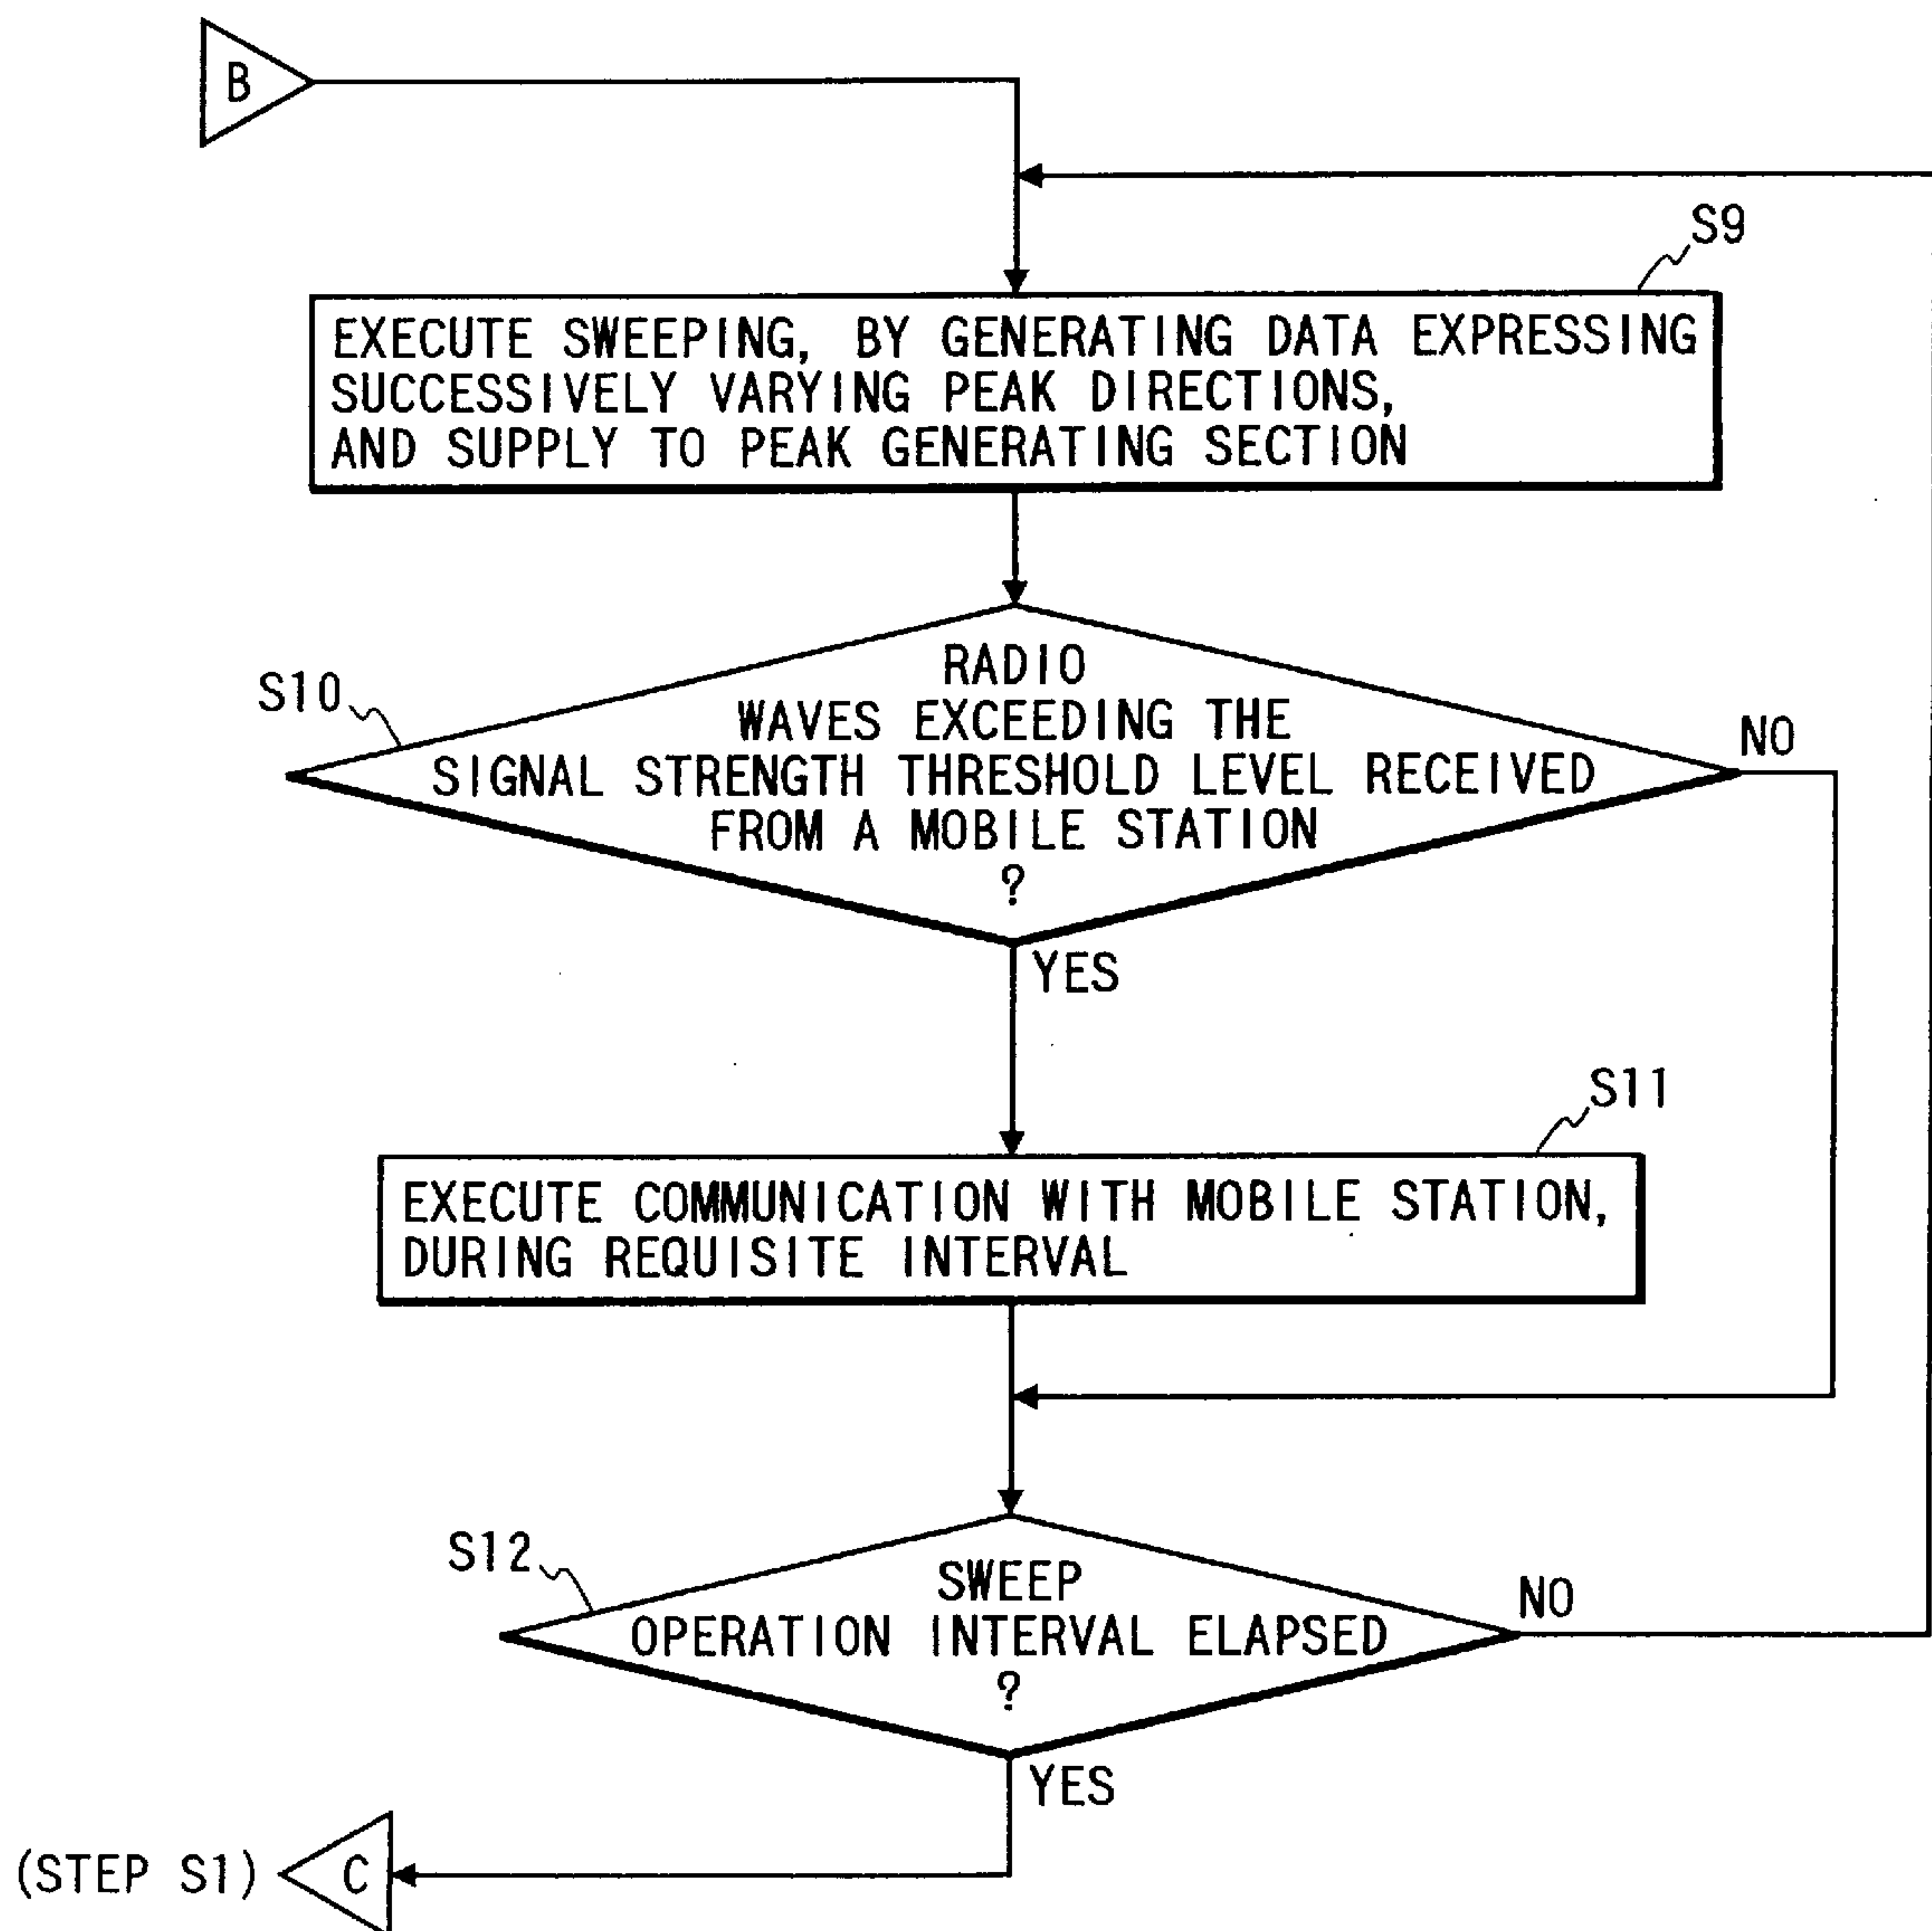 B
S9
EXECUTE SWEEPING, BY GENERATING DATA EXPRESSING
SUCCESSIVELY VARYING PEAK DIRECTIONS,
AND SUPPLY TO PEAK GENERATING SECTION
S10
RADIO
WAVES EXCEEDING THE
SIGNAL STRENGTH THRESHOLD LEVEL RECEIVED
FROM A MOBILE STATION
?
NO
YES
S11
EXECUTE COMMUNICATION WITH MOBILE STATION,
DURING REQUISITE INTERVAL
S12
SWEEP
OPERATION INTERVAL ELAPSED
?
NO
YES
(STEP S1) C